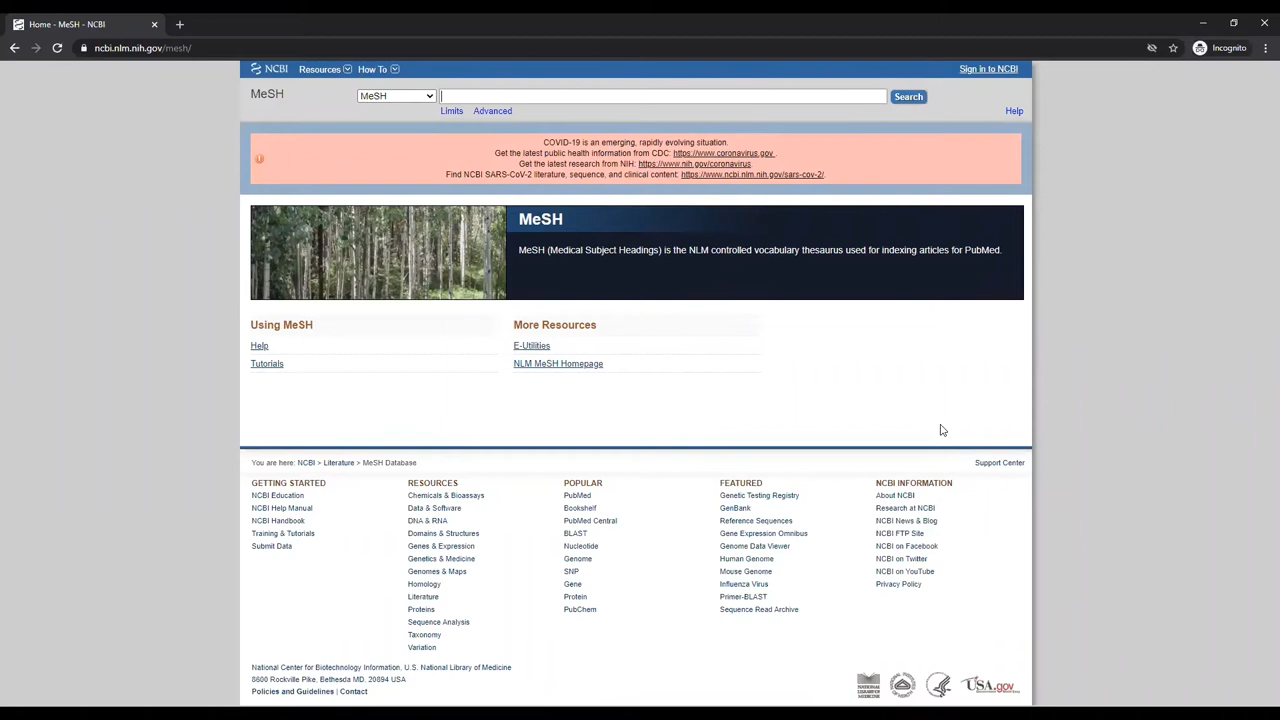 Home - MeSH - NCBI
ncbi.nlm.nih.gov/mesh/
Incognito
NCBI Resources How To Sign in to NCBI
MeSH MeSH Search
Limits Advanced Help
COVID-19 is an emerging, rapidly evolving situation.
Get the latest public health information from CDC: https://www.coronavirus.gov .
Get the latest research from NIH: https://www.nih.gov/coronavirus
Find NCBI SARS-CoV-2 literature, sequence, and clinical content: https://www.ncbi.nlm.nih.gov/sars-cov-2/.
MeSH
MeSH (Medical Subject Headings) is the NLM controlled vocabulary thesaurus used for indexing articles for PubMed.
Using MeSH
Help
Tutorials
More Resources
E-Utilities
NLM MeSH Homepage
You are here: NCBI > Literature > MeSH Database
Support Center
GETTING STARTED
NCBI Education
NCBI Help Manual
NCBI Handbook
Training & Tutorials
Submit Data
RESOURCES
Chemicals & Bioassays
Data & Software
DNA & RNA
Domains & Structures
Genes & Expression
Genetics & Medicine
Genomes & Maps
Homology
Literature
Proteins
Sequence Analysis
Taxonomy
Variation
POPULAR
PubMed
Bookshelf
PubMed Central
BLAST
Nucleotide
Genome
SNP
Gene
Protein
PubChem
FEATURED
Genetic Testing Registry
GenBank
Reference Sequences
Gene Expression Omnibus
Genome Data Viewer
Human Genome
Mouse Genome
Influenza Virus
Primer-BLAST
Sequence Read Archive
NCBI INFORMATION
About NCBI
Research at NCBI
NCBI News & Blog
NCBI FTP Site
NCBI on Facebook
NCBI on Twitter
NCBI on YouTube
Privacy Policy
National Center for Biotechnology Information, U.S. National Library of Medicine
8600 Rockville Pike, Bethesda MD, 20894 USA
Policies and Guidelines | Contact
NATIONAL
LIBRARY OF
MEDICINE
USA.gov